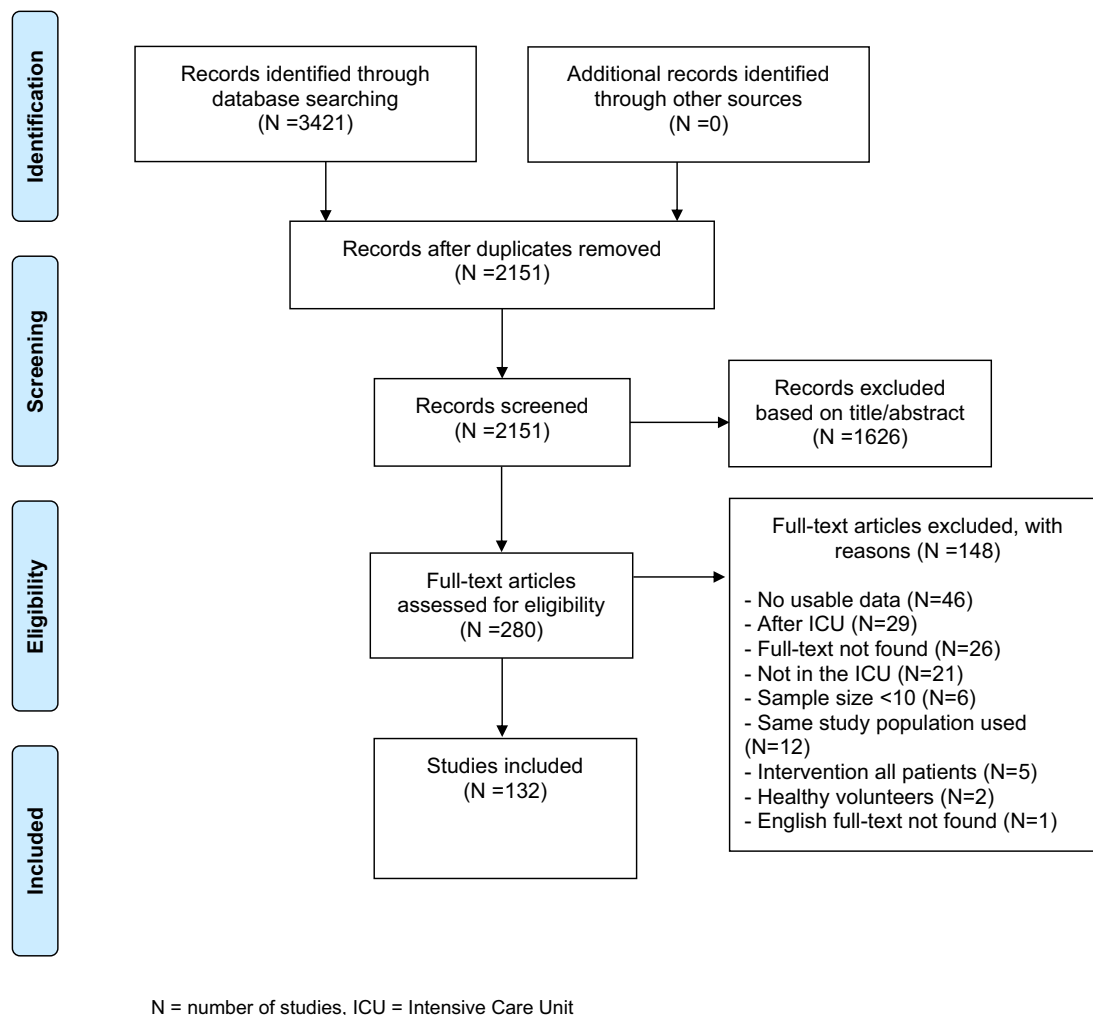 Identification
Records identified through
database searching
(N =3421)
Additional records identified
through other sources
(N =0)
Records after duplicates removed
(N =2151)
Screening
Records screened
(N =2151)
Records excluded
based on title/abstract
(N =1626)
Eligibility
Full-text articles
assessed for eligibility
(N =280)
Full-text articles excluded, with
reasons (N =148)
- No usable data (N=46)
- After ICU (N=29)
- Full-text not found (N=26)
- Not in the ICU (N=21)
- Sample size <10 (N=6)
- Same study population used
(N=12)
- Intervention all patients (N=5)
- Healthy volunteers (N=2)
- English full-text not found (N=1)
Included
Studies included
(N =132)
N = number of studies, ICU = Intensive Care Unit